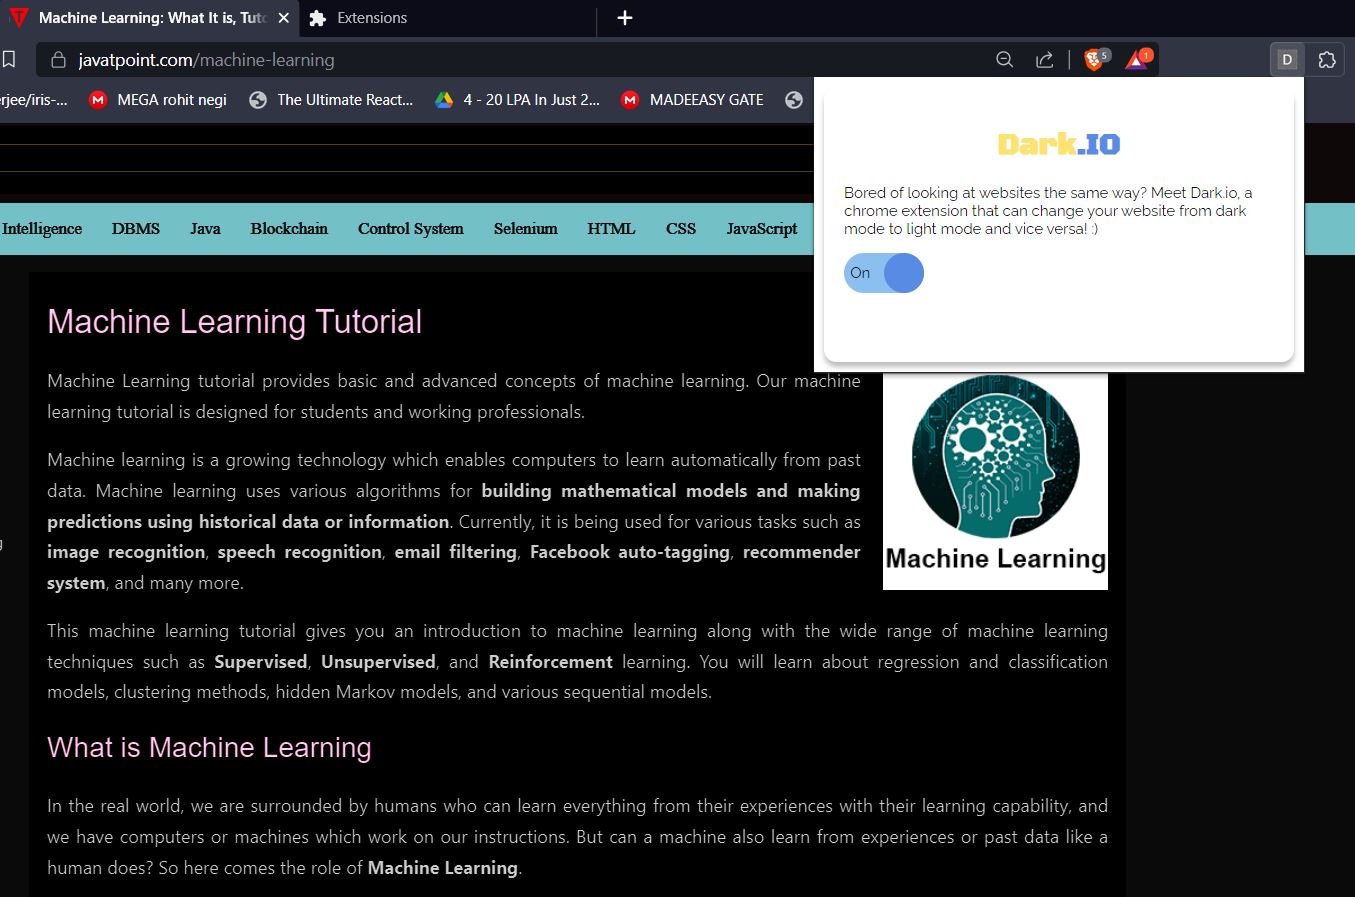 Machine Learning: What It is, Tuto
Extensions
javatpoint.com/machine-learning
5
1
D
erjee/iris-...
MEGA rohit negi
The Ultimate React...
4 - 20 LPA In Just 2...
MADEEASY GATE
Dark.IO
Bored of looking at websites the same way? Meet Dark.io, a
chrome extension that can change your website from dark
mode to light mode and vice versa! :)
On
Intelligence DBMS Java Blockchain Control System Selenium HTML CSS JavaScript
Machine Learning Tutorial
Machine Learning tutorial provides basic and advanced concepts of machine learning. Our machine
learning tutorial is designed for students and working professionals.
Machine learning is a growing technology which enables computers to learn automatically from past
data. Machine learning uses various algorithms for building mathematical models and making
predictions using historical data or information. Currently, it is being used for various tasks such as
image recognition, speech recognition, email filtering, Facebook auto-tagging, recommender
system, and many more.
Machine Learning
This machine learning tutorial gives you an introduction to machine learning along with the wide range of machine learning
techniques such as Supervised, Unsupervised, and Reinforcement learning. You will learn about regression and classification
models, clustering methods, hidden Markov models, and various sequential models.
What is Machine Learning
In the real world, we are surrounded by humans who can learn everything from their experiences with their learning capability, and
we have computers or machines which work on our instructions. But can a machine also learn from experiences or past data like a
human does? So here comes the role of Machine Learning.